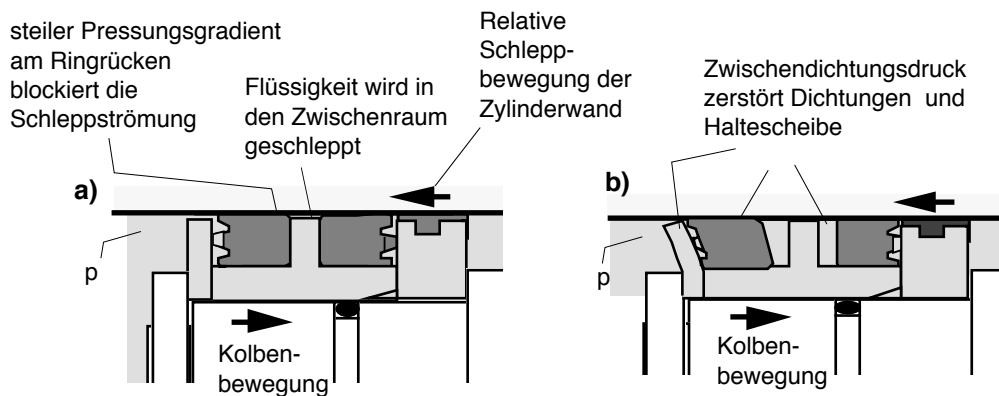 steiler Pressungsgradient
am Ringrücken
blockiert die
Schleppströmung
Flüssigkeit wird in
den Zwischenraum
geschleppt
Relative
Schlepp-
bewegung der
Zylinderwand
a)
p
Kolben-
bewegung
Zwischendichtungsdruck
zerstört Dichtungen und
Haltescheibe
b)
p
Kolben-
bewegung